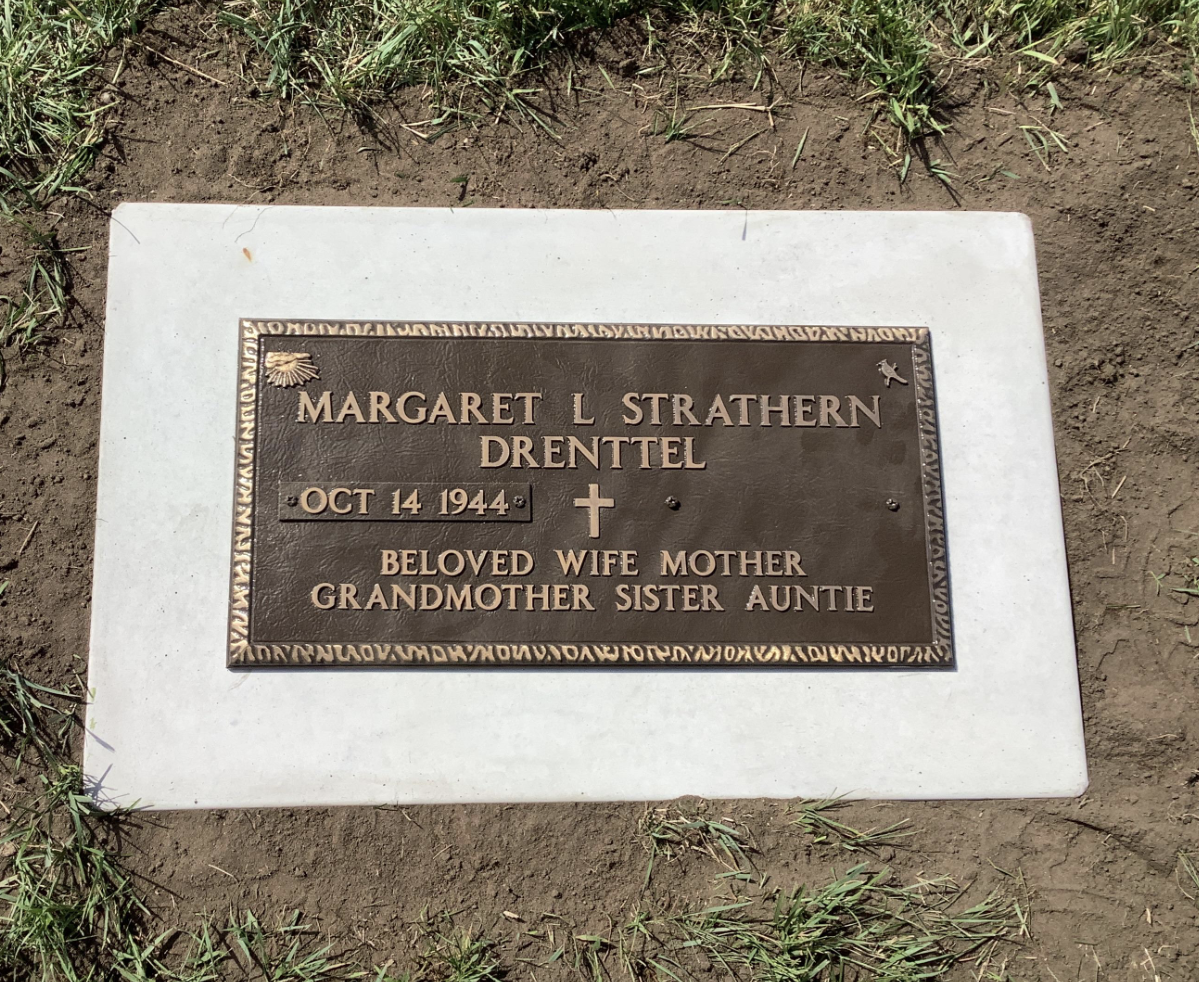 MARGARET L STRATHERN
DRENTTEL
OCT 14 1944
BELOVED WIFE MOTHER
GRANDMOTHER SISTER AUNTIE